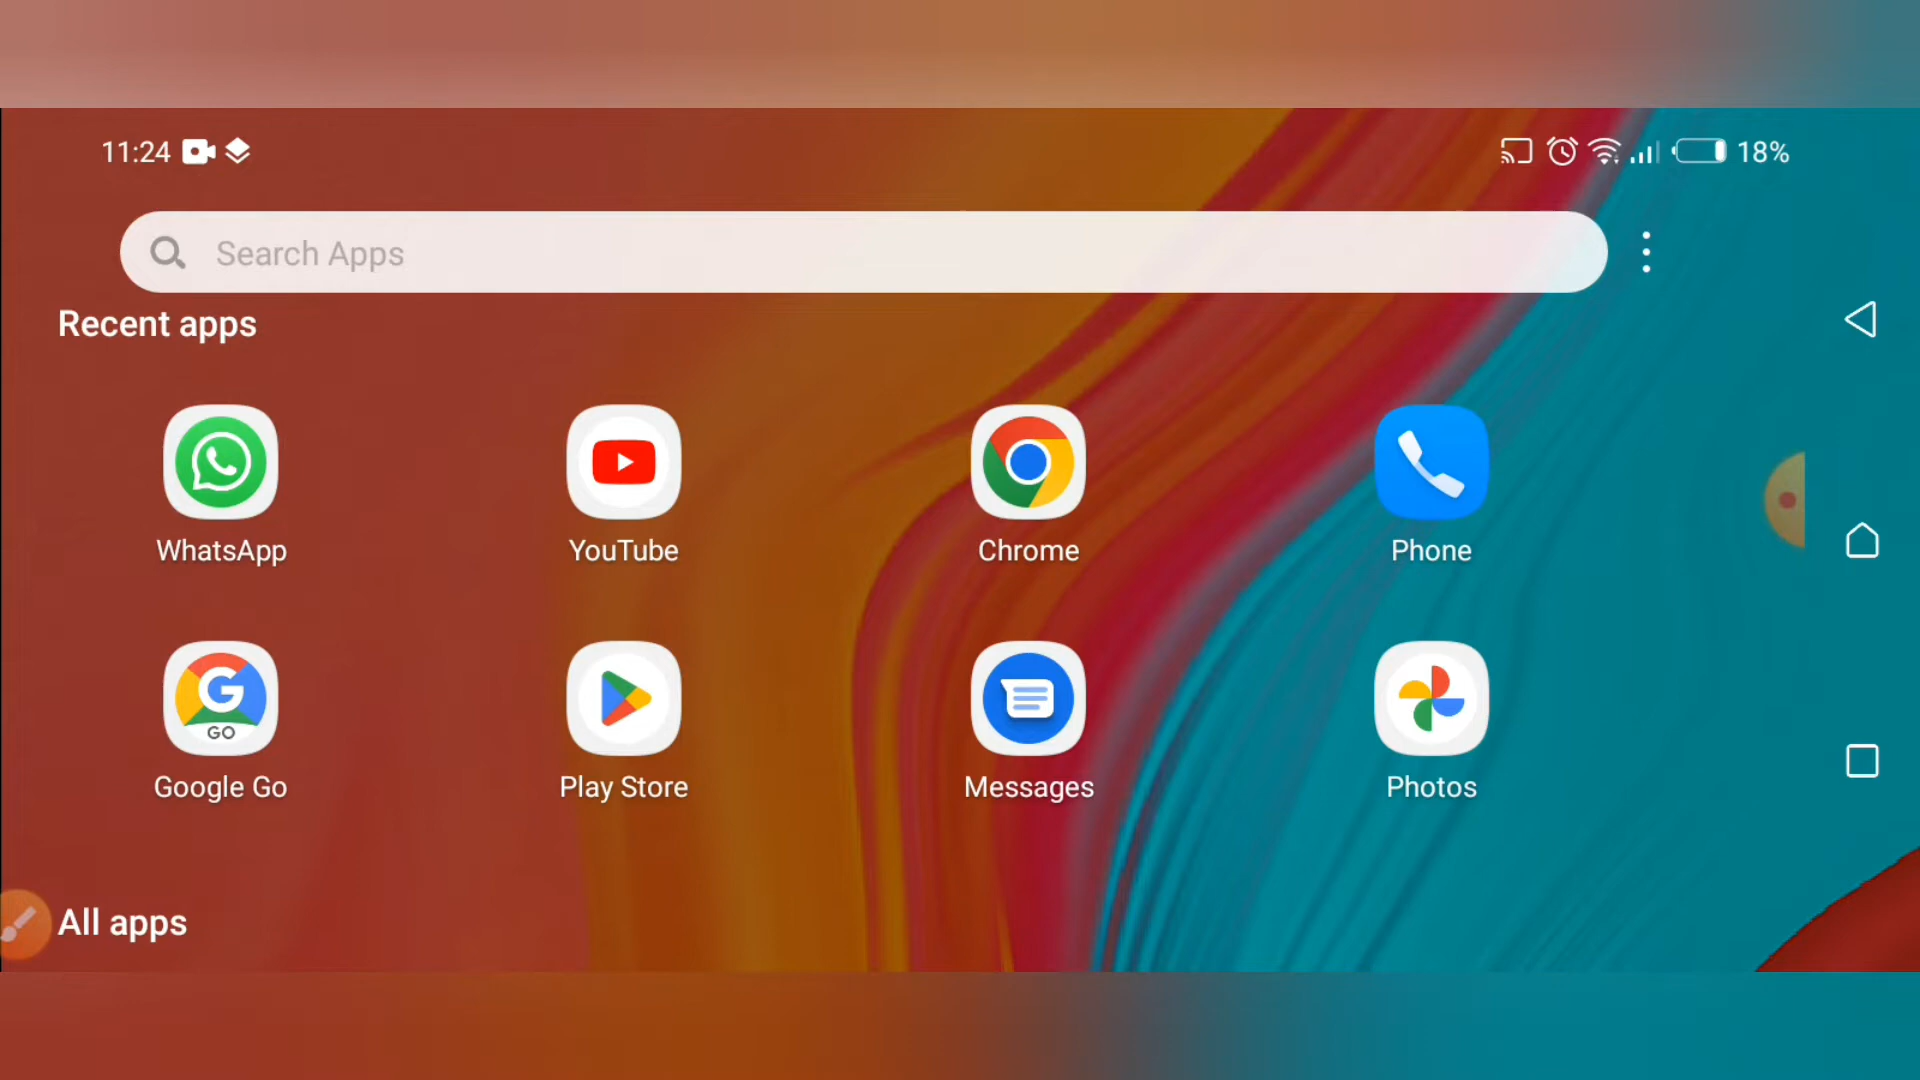 11:24
18%
Search Apps
Recent apps
WhatsApp
YouTube
Chrome
Phone
GO
Google Go
Play Store
Messages
Photos
All apps